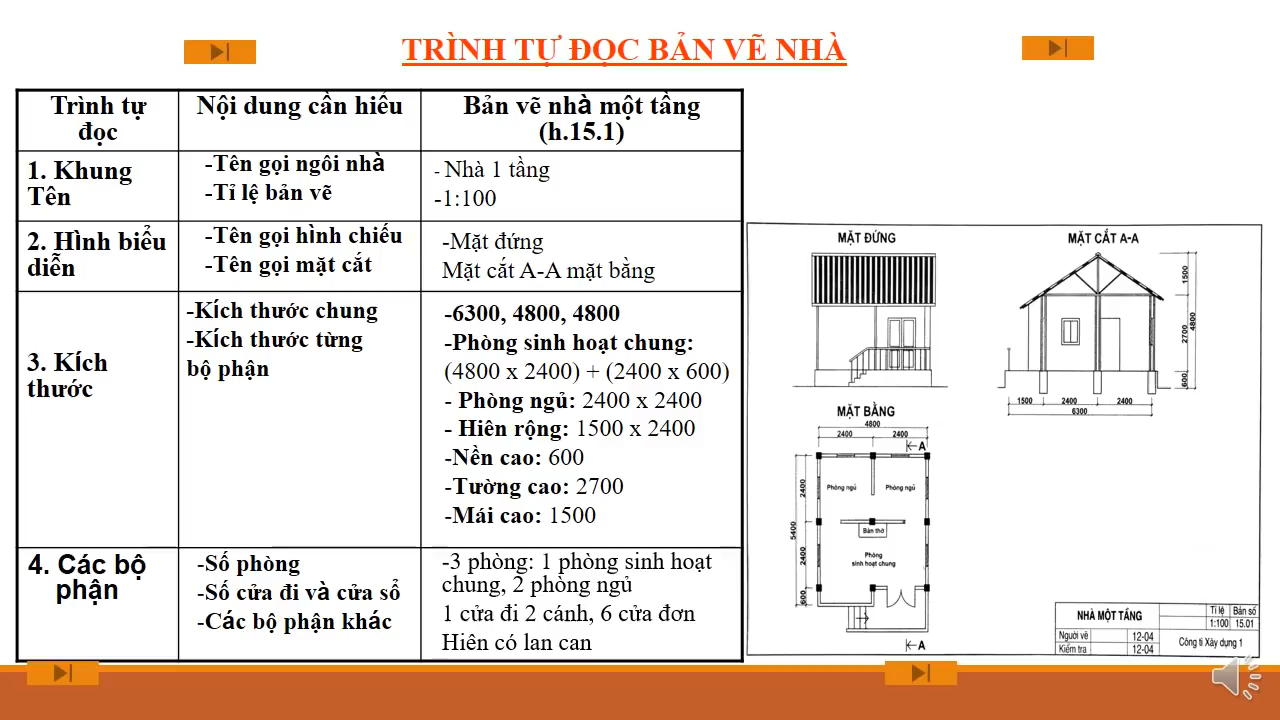 TRÌNH TỰ ĐỌC BẢN VẼ NHÀ
Trình tự
đọc
Nội dung cần hiểu
Bản vẽ nhà một tầng
(h.15.1)
1. Khung
Tên
-Tên gọi ngôi nhà
-Tỉ lệ bản vẽ
- Nhà 1 tầng
-1:100
2. Hình biểu
diễn
-Tên gọi hình chiếu
-Tên gọi mặt cắt
-Mặt đứng
Mặt cắt A-A mặt bằng
3. Kích
thước
-Kích thước chung
-Kích thước từng
bộ phận
-6300, 4800, 4800
-Phòng sinh hoạt chung:
(4800 x 2400) + (2400 x 600)
- Phòng ngủ: 2400 x 2400
- Hiên rộng: 1500 x 2400
-Nền cao: 600
-Tường cao: 2700
-Mái cao: 1500
4. Các bộ
phận
-Số phòng
-Số cửa đi và cửa sổ
-Các bộ phận khác
-3 phòng: 1 phòng sinh hoạt
chung, 2 phòng ngủ
1 cửa đi 2 cánh, 6 cửa đơn
Hiên có lan can
MẶT ĐỨNG
MẶT CẮT A-A
1500
2700
4800
600
1500 2400 2400
6300
MẶT BẰNG
4800
2400 2400
A
2400
5400
2400
600
Phòng ngủ
Phòng ngủ
Bàn thờ
Phòng
sinh hoạt chung
A
NHÀ MỘT TẦNG
Tỉ lệ
Bản số
1:100
15.01
Người vẽ
12-04
Kiểm tra
12-04
Công ti Xây dựng 1